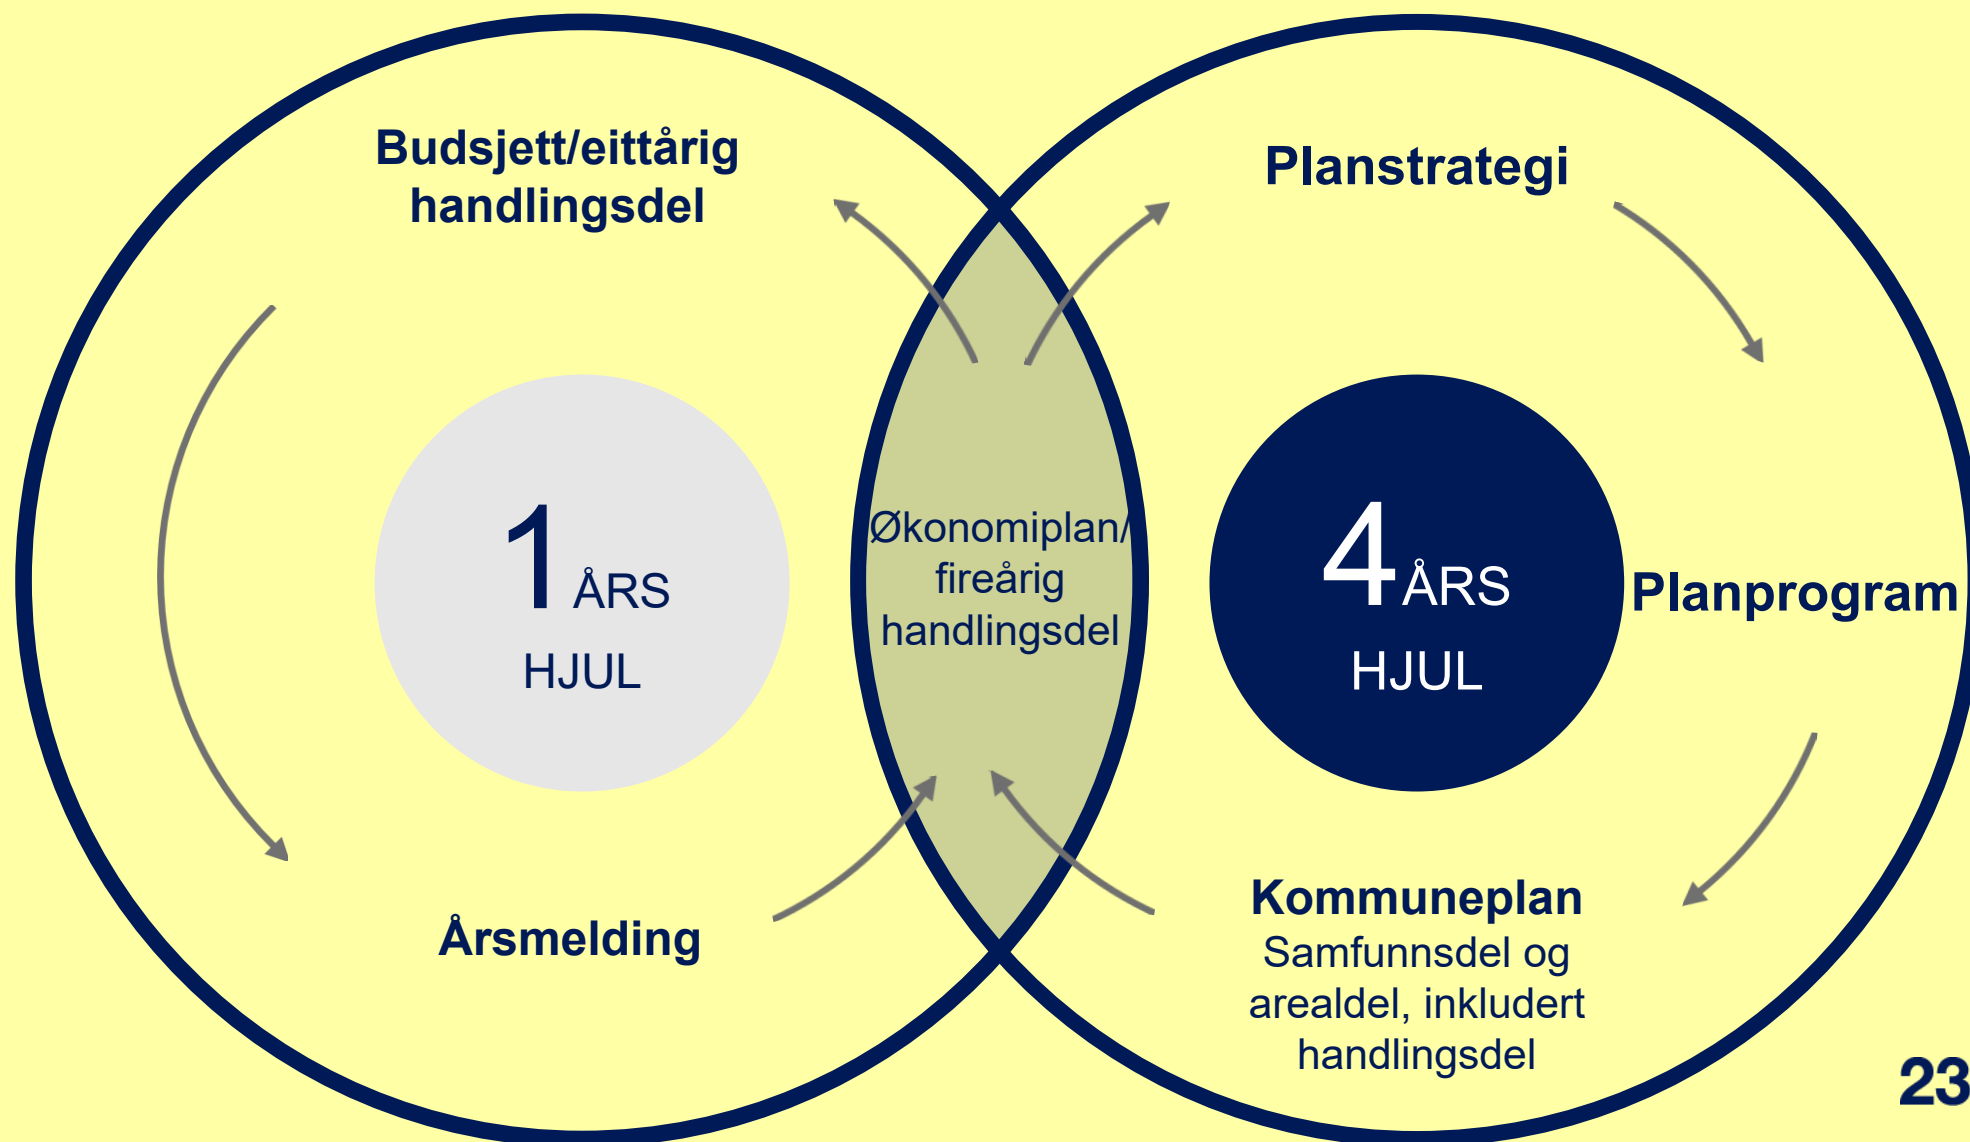 Budsjett/eittårig
handlingsdel
Planstrategi
1 ÅRS
HJUL
Økonomiplan/
fireårig
handlingsdel
4 ÅRS
HJUL
Planprogram
Årsmelding
Kommuneplan
Samfunnsdel og
arealdel, inkludert
handlingsdel
23